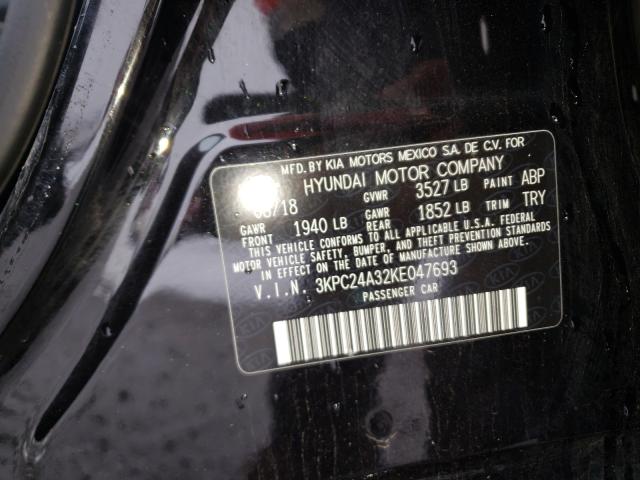 MFD. BY KIA MOTORS MEXICO S.A. DE C.V. FOR
HYUNDAI MOTOR COMPANY
08/18 GVWR 3527 LB PAINT ABP
GAWR FRONT 1940 LB GAWR REAR 1852 LB TRIM TRY
THIS VEHICLE CONFORMS TO ALL APPLICABLE U.S.A. FEDERAL
MOTOR VEHICLE SAFETY, BUMPER, AND THEFT PREVENTION STANDARDS
IN EFFECT ON THE DATE OF MANUFACTURE SHOWN ABOVE.
V.I.N. 3KPC24A32KE047693
PASSENGER CAR